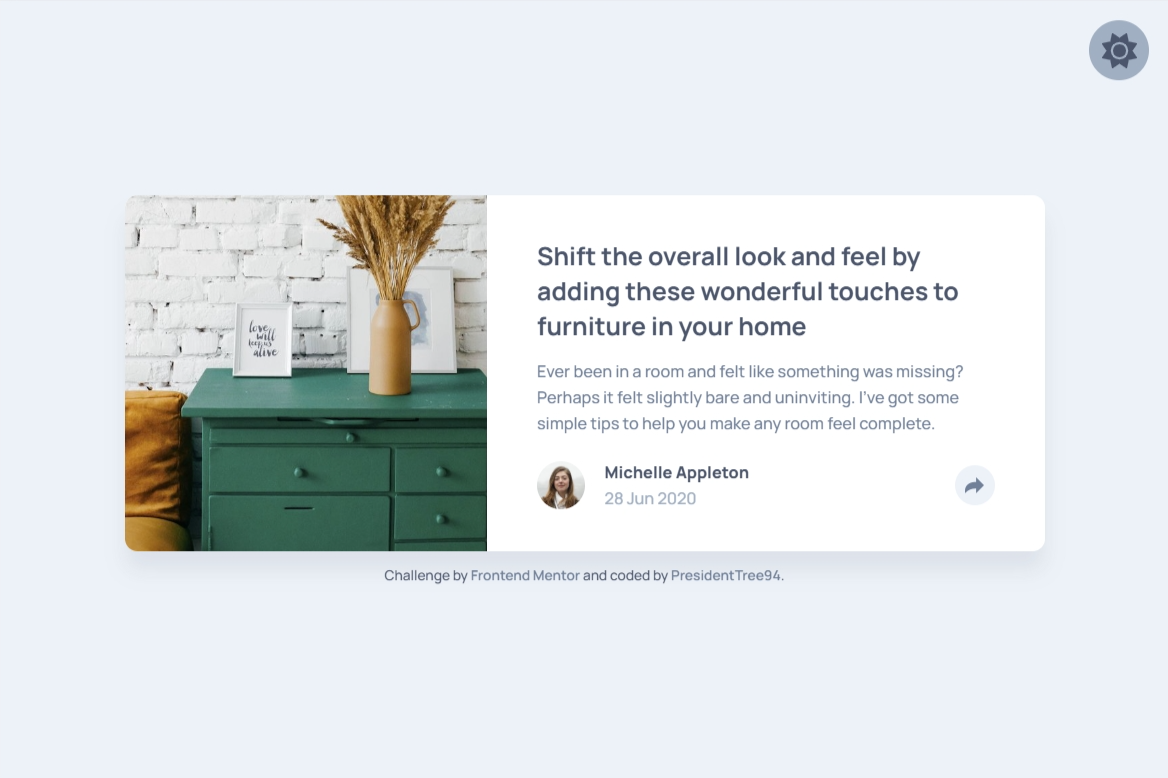 Shift the overall look and feel by
adding these wonderful touches to
furniture in your home
Ever been in a room and felt like something was missing?
Perhaps it felt slightly bare and uninviting. I've got some
simple tips to help you make any room feel complete.
Michelle Appleton
28 Jun 2020
love
will
keep us
alive
Challenge by Frontend Mentor and coded by PresidentTree94.